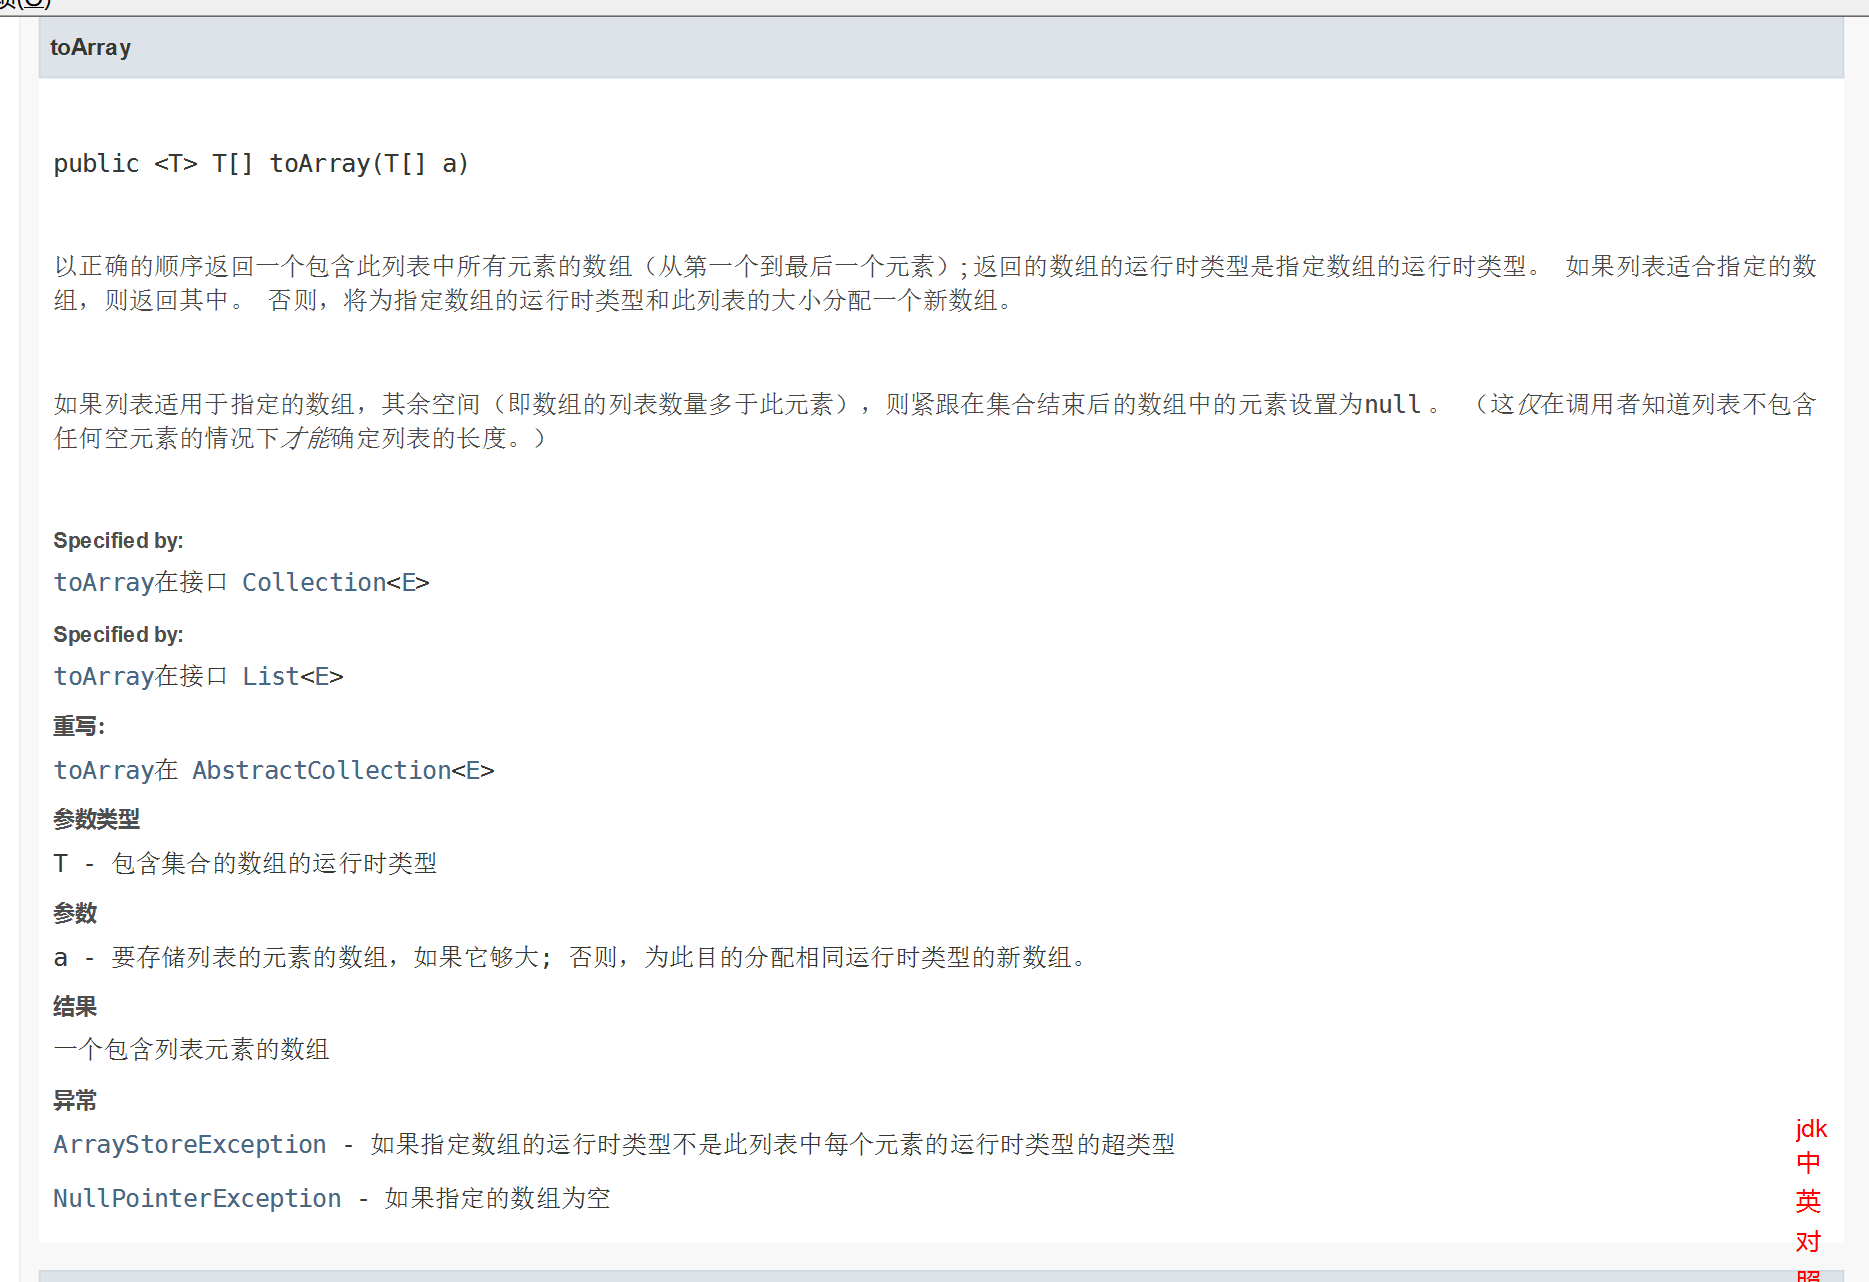 toArray
public <T> T[] toArray(T[] a)
以正确的顺序返回一个包含此列表中所有元素的数组（从第一个到最后一个元素）;返回的数组的运行时类型是指定数组的运行时类型。 如果列表适合指定的数
组，则返回其中。 否则，将为指定数组的运行时类型和此列表的大小分配一个新数组。
如果列表适用于指定的数组，其余空间（即数组的列表数量多于此元素），则紧跟在集合结束后的数组中的元素设置为null 。 （这仅在调用者知道列表不包含
任何空元素的情况下才能确定列表的长度。）
Specified by:
toArray在接口 Collection<E>
Specified by:
toArray在接口 List<E>
重写:
toArray在 AbstractCollection<E>
参数类型
T - 包含集合的数组的运行时类型
参数
a - 要存储列表的元素的数组，如果它够大; 否则，为此目的分配相同运行时类型的新数组。
结果
一个包含列表元素的数组
异常
ArrayStoreException - 如果指定数组的运行时类型不是此列表中每个元素的运行时类型的超类型
NullPointerException - 如果指定的数组为空
jdk
中
英
对